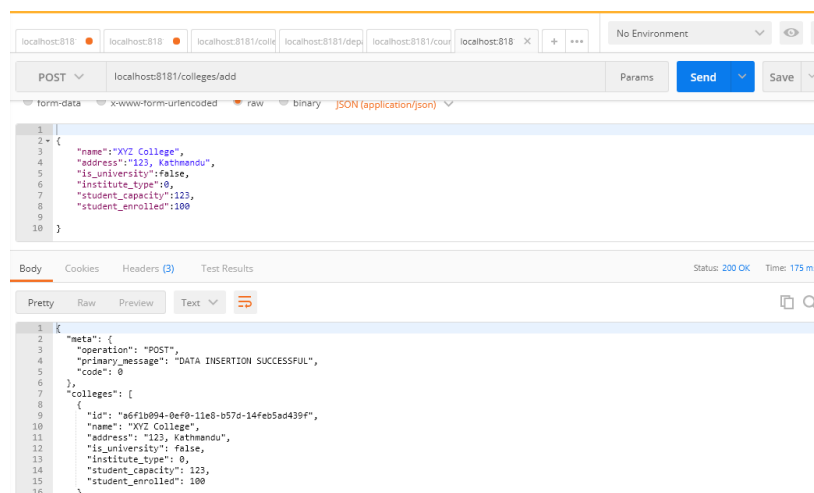 localhost:818 localhost:818 localhost:8181/colle localhost:8181/depa localhost:8181/cour localhost:818 × + ••• No Environment
POST localhost:8181/colleges/add Params Send Save
form-data x-www-form-urlencoded raw binary JSON (application/json)
1
2 {
3 "name":"XYZ College",
4 "address":"123, Kathmandu",
5 "is_university":false,
6 "institute_type":0,
7 "student_capacity":123,
8 "student_enrolled":100
9
10 }
Body Cookies Headers (3) Test Results Status: 200 OK Time: 175 m
Pretty Raw Preview Text
1 {
2 "meta": {
3 "operation": "POST",
4 "primary_message": "DATA INSERTION SUCCESSFUL",
5 "code": 0
6 },
7 "colleges": [
8 {
9 "id": "a6f1b094-0ef0-11e8-b57d-14feb5ad439f",
10 "name": "XYZ College",
11 "address": "123, Kathmandu",
12 "is_university": false,
13 "institute_type": 0,
14 "student_capacity": 123,
15 "student_enrolled": 100
16 }